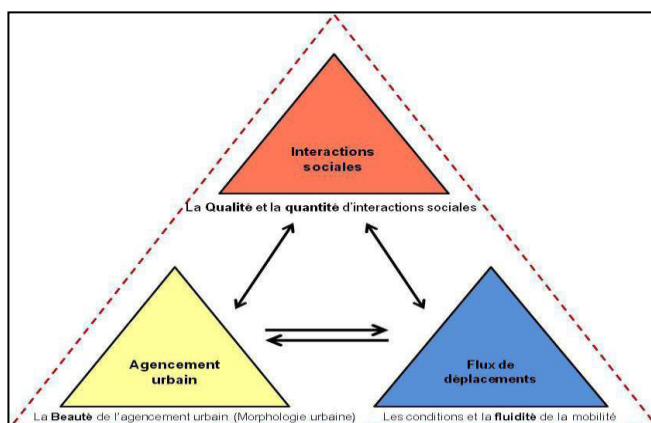 Interactions
sociales
La Qualité et la quantité d'interactions sociales
Agencement
urbain
Flux de
déplacements
La Beauté de l'agencement urbain (Morphologie urbaine)
Les conditions et la fluidité de la mobilité